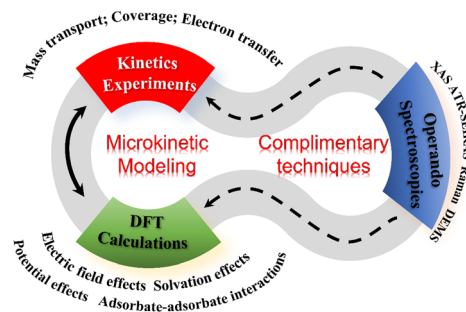 Mass transport; Coverage; Electron transfer
Kinetics
Experiments
Microkinetic
Modeling
Complimentary
techniques
Operando
Spectroscopies
XAS ATR-SEIRAS Raman DEMS
DFT
Calculations
Electric field effects Solvation effects
Potential effects Adsorbate-adsorbate interactions